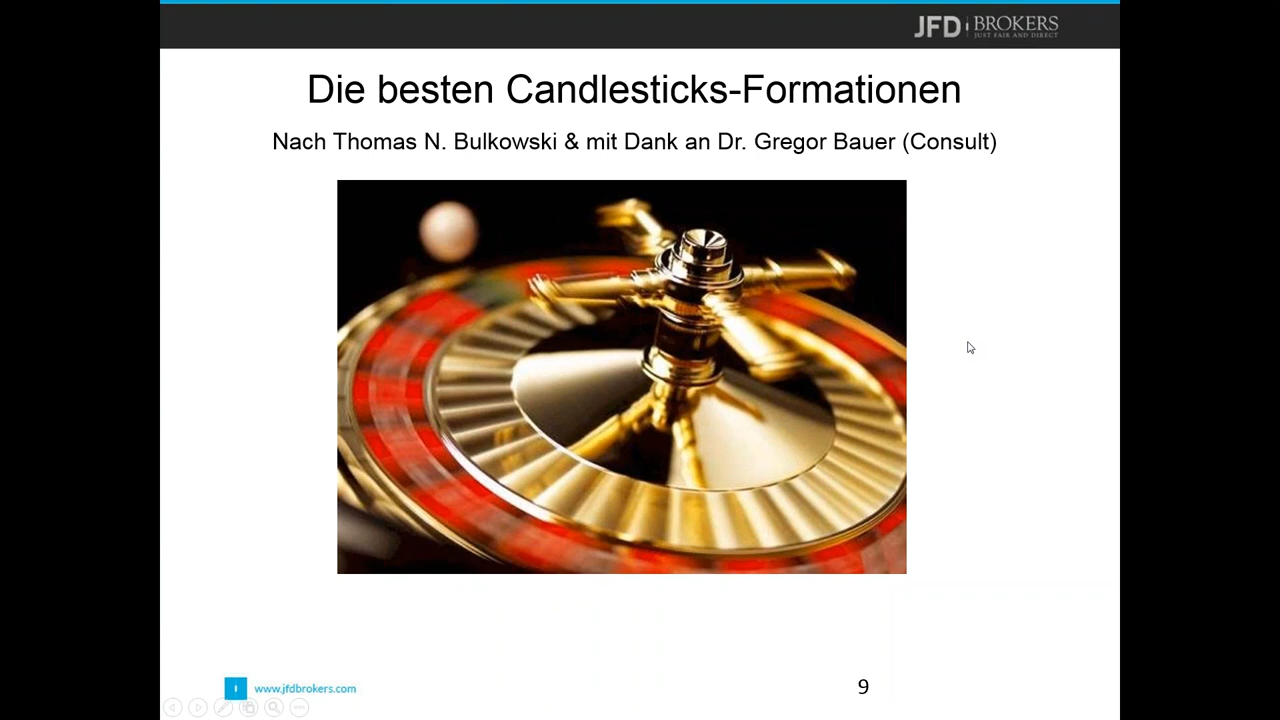 JFD BROKERS
JUST FAIR AND DIRECT
Die besten Candlesticks-Formationen
Nach Thomas N. Bulkowski & mit Dank an Dr. Gregor Bauer (Consult)
www.jfdbrokers.com
9